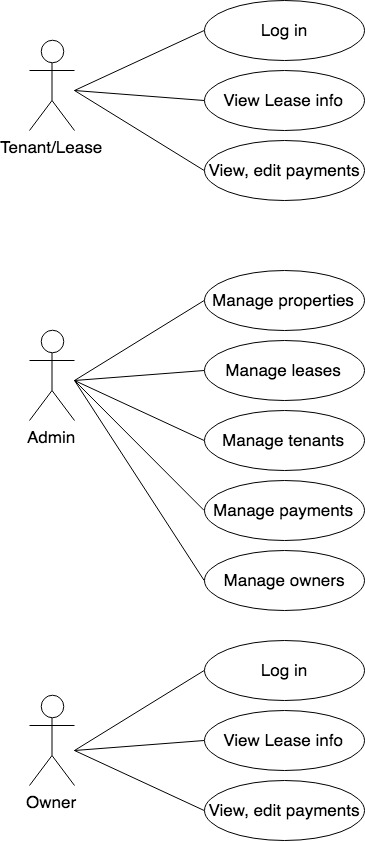 Log in
View Lease info
Tenant/Lease
View, edit payments
Manage properties
Manage leases
Admin
Manage tenants
Manage payments
Manage owners
Log in
View Lease info
Owner
View, edit payments